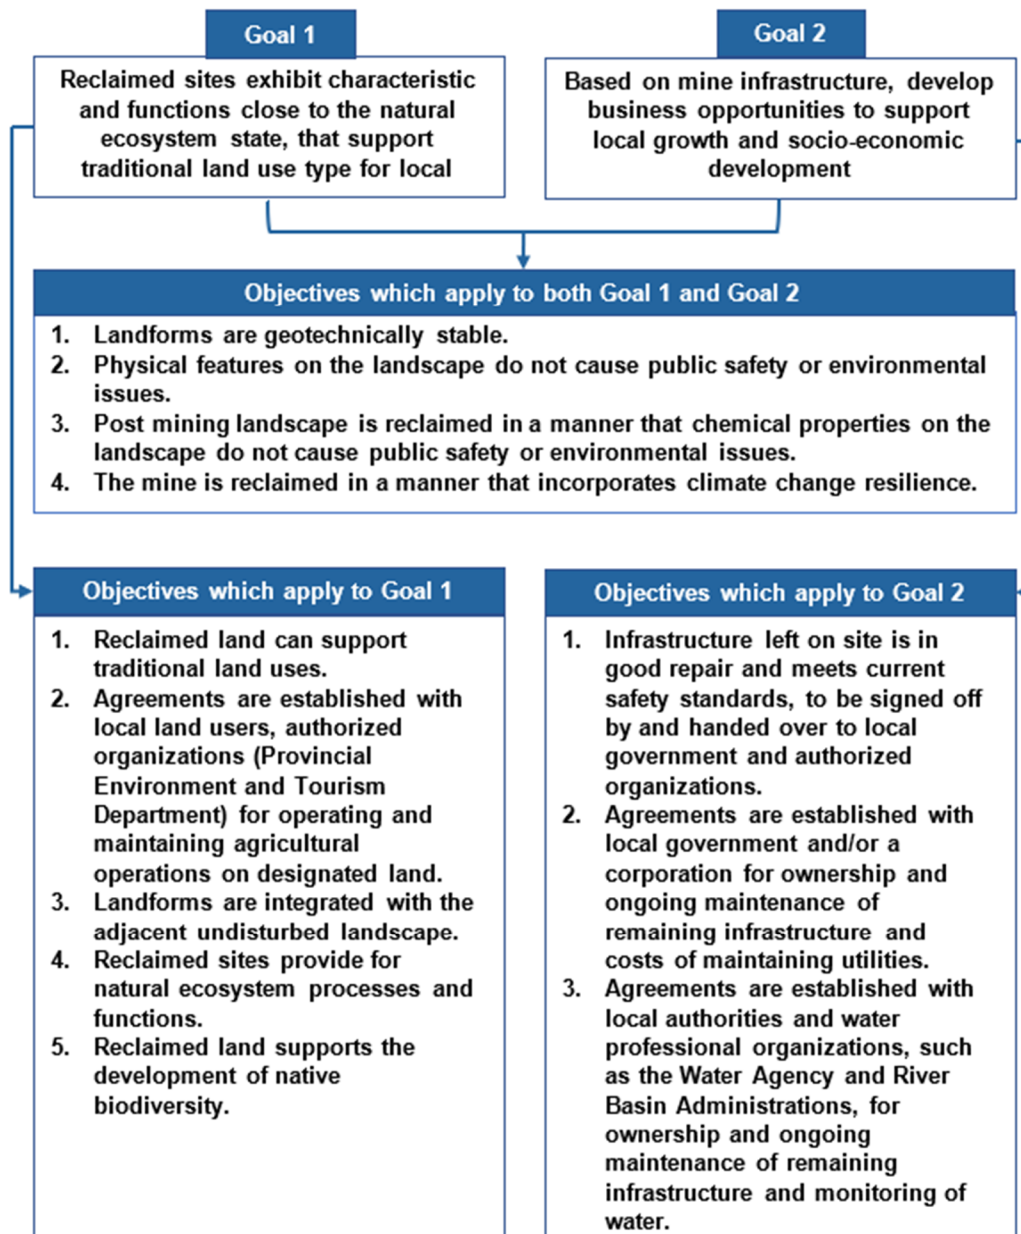 Goal 1
Reclaimed sites exhibit characteristic
and functions close to the natural
ecosystem state, that support
traditional land use type for local
Goal 2
Based on mine infrastructure, develop
business opportunities to support
local growth and socio-economic
development
Objectives which apply to both Goal 1 and Goal 2
1. Landforms are geotechnically stable.
2. Physical features on the landscape do not cause public safety or environmental
issues.
3. Post mining landscape is reclaimed in a manner that chemical properties on the
landscape do not cause public safety or environmental issues.
4. The mine is reclaimed in a manner that incorporates climate change resilience.
Objectives which apply to Goal 1
1. Reclaimed land can support
traditional land uses.
2. Agreements are established with
local land users, authorized
organizations (Provincial
Environment and Tourism
Department) for operating and
maintaining agricultural
operations on designated land.
3. Landforms are integrated with the
adjacent undisturbed landscape.
4. Reclaimed sites provide for
natural ecosystem processes and
functions.
5. Reclaimed land supports the
development of native
biodiversity.
Objectives which apply to Goal 2
1. Infrastructure left on site is in
good repair and meets current
safety standards, to be signed off
by and handed over to local
government and authorized
organizations.
2. Agreements are established with
local government and/or a
corporation for ownership and
ongoing maintenance of
remaining infrastructure and
costs of maintaining utilities.
3. Agreements are established with
local authorities and water
professional organizations, such
as the Water Agency and River
Basin Administrations, for
ownership and ongoing
maintenance of remaining
infrastructure and monitoring of
water.